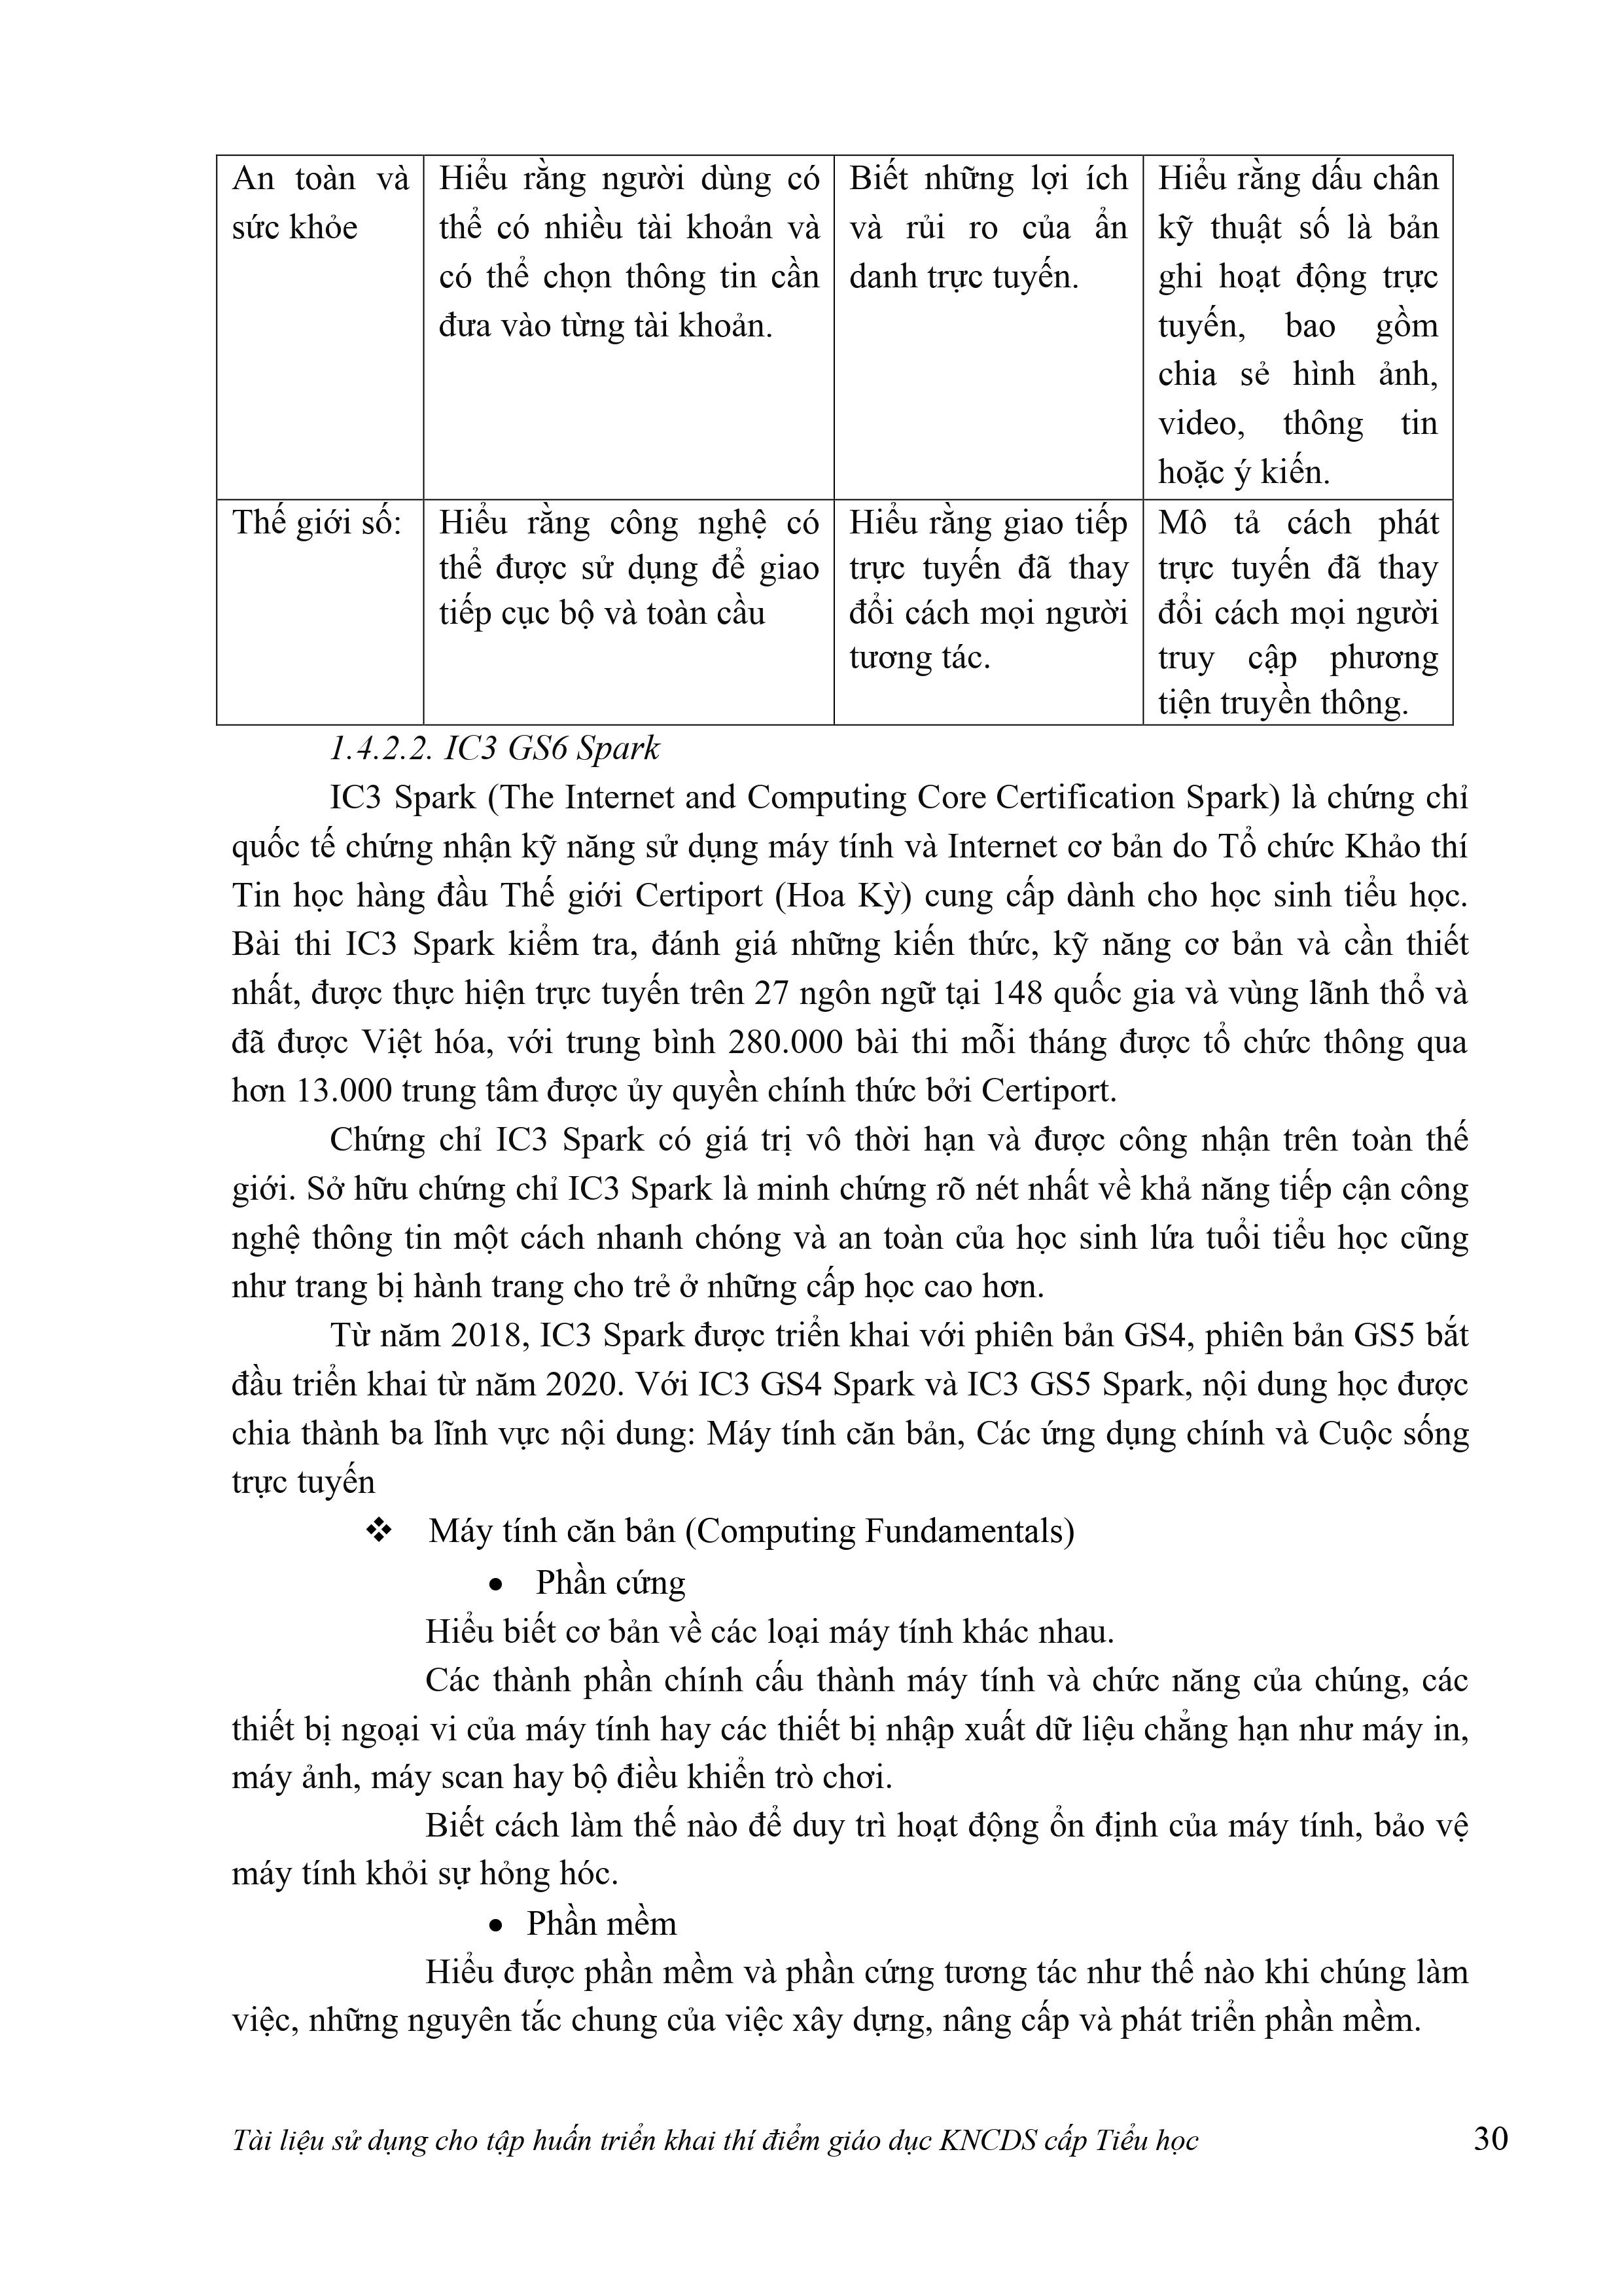 An toàn và
sức khỏe
Hiểu rằng người dùng có
thể có nhiều tài khoản và
có thể chọn thông tin cần
đưa vào từng tài khoản.
Biết những lợi ích
và rủi ro của ẩn
danh trực tuyến.
Hiểu rằng dấu chân
kỹ thuật số là bản
ghi hoạt động trực
tuyến, bao gồm
chia sẻ hình ảnh,
video, thông tin
hoặc ý kiến.
Thế giới số:
Hiểu rằng công nghệ có
thể được sử dụng để giao
tiếp cục bộ và toàn cầu
Hiểu rằng giao tiếp
trực tuyến đã thay
đổi cách mọi người
tương tác.
Mô tả cách phát
trực tuyến đã thay
đổi cách mọi người
truy cập phương
tiện truyền thông.
1.4.2.2. IC3 GS6 Spark
IC3 Spark (The Internet and Computing Core Certification Spark) là chứng chỉ
quốc tế chứng nhận kỹ năng sử dụng máy tính và Internet cơ bản do Tổ chức Khảo thí
Tin học hàng đầu Thế giới Certiport (Hoa Kỳ) cung cấp dành cho học sinh tiểu học.
Bài thi IC3 Spark kiểm tra, đánh giá những kiến thức, kỹ năng cơ bản và cần thiết
nhất, được thực hiện trực tuyến trên 27 ngôn ngữ tại 148 quốc gia và vùng lãnh thổ và
đã được Việt hóa, với trung bình 280.000 bài thi mỗi tháng được tổ chức thông qua
hơn 13.000 trung tâm được ủy quyền chính thức bởi Certiport.
Chứng chỉ IC3 Spark có giá trị vô thời hạn và được công nhận trên toàn thế
giới. Sở hữu chứng chỉ IC3 Spark là minh chứng rõ nét nhất về khả năng tiếp cận công
nghệ thông tin một cách nhanh chóng và an toàn của học sinh lứa tuổi tiểu học cũng
như trang bị hành trang cho trẻ ở những cấp học cao hơn.
Từ năm 2018, IC3 Spark được triển khai với phiên bản GS4, phiên bản GS5 bắt
đầu triển khai từ năm 2020. Với IC3 GS4 Spark và IC3 GS5 Spark, nội dung học được
chia thành ba lĩnh vực nội dung: Máy tính căn bản, Các ứng dụng chính và Cuộc sống
trực tuyến
❖ Máy tính căn bản (Computing Fundamentals)
• Phần cứng
Hiểu biết cơ bản về các loại máy tính khác nhau.
Các thành phần chính cấu thành máy tính và chức năng của chúng, các
thiết bị ngoại vi của máy tính hay các thiết bị nhập xuất dữ liệu chẳng hạn như máy in,
máy ảnh, máy scan hay bộ điều khiển trò chơi.
Biết cách làm thế nào để duy trì hoạt động ổn định của máy tính, bảo vệ
máy tính khỏi sự hỏng hóc.
• Phần mềm
Hiểu được phần mềm và phần cứng tương tác như thế nào khi chúng làm
việc, những nguyên tắc chung của việc xây dựng, nâng cấp và phát triển phần mềm.
Tài liệu sử dụng cho tập huấn triển khai thí điểm giáo dục KNCDS cấp Tiểu học 30